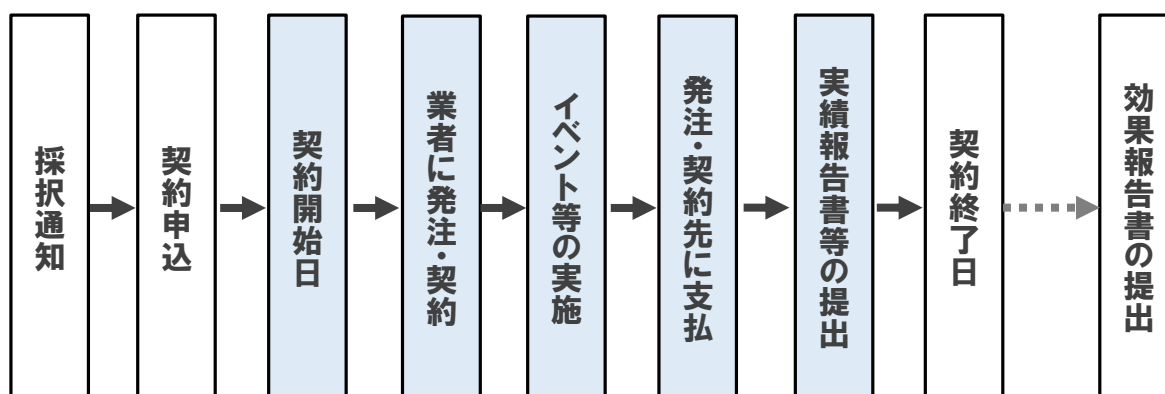 採択通知
契約申込
契約開始日
業者に発注・契約
イベント等の実施
発注・契約先に支払
実績報告書等の提出
契約終了日
効果報告書の提出